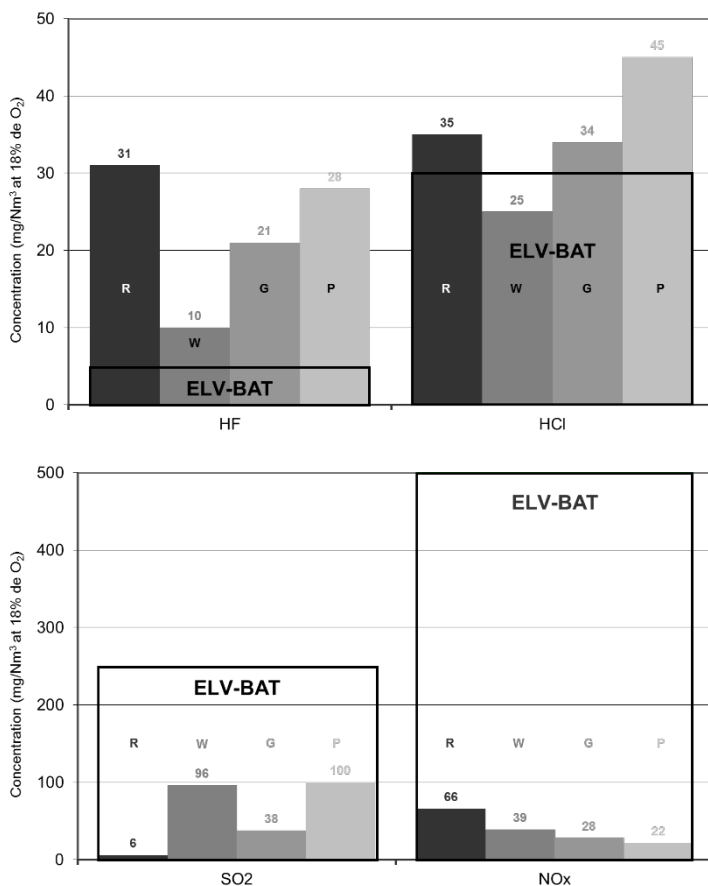 Concentration (mg/Nm³ at 18% de O₂)
50
40
30
20
10
0
31
10
21
28
R
W
G
P
ELV-BAT
HF
35
25
34
45
ELV-BAT
R
W
G
P
HCl
Concentration (mg/Nm³ at 18% de O₂)
500
400
300
200
100
0
ELV-BAT
R
W
G
P
6
96
38
100
SO2
ELV-BAT
R
W
G
P
66
39
28
22
NOx